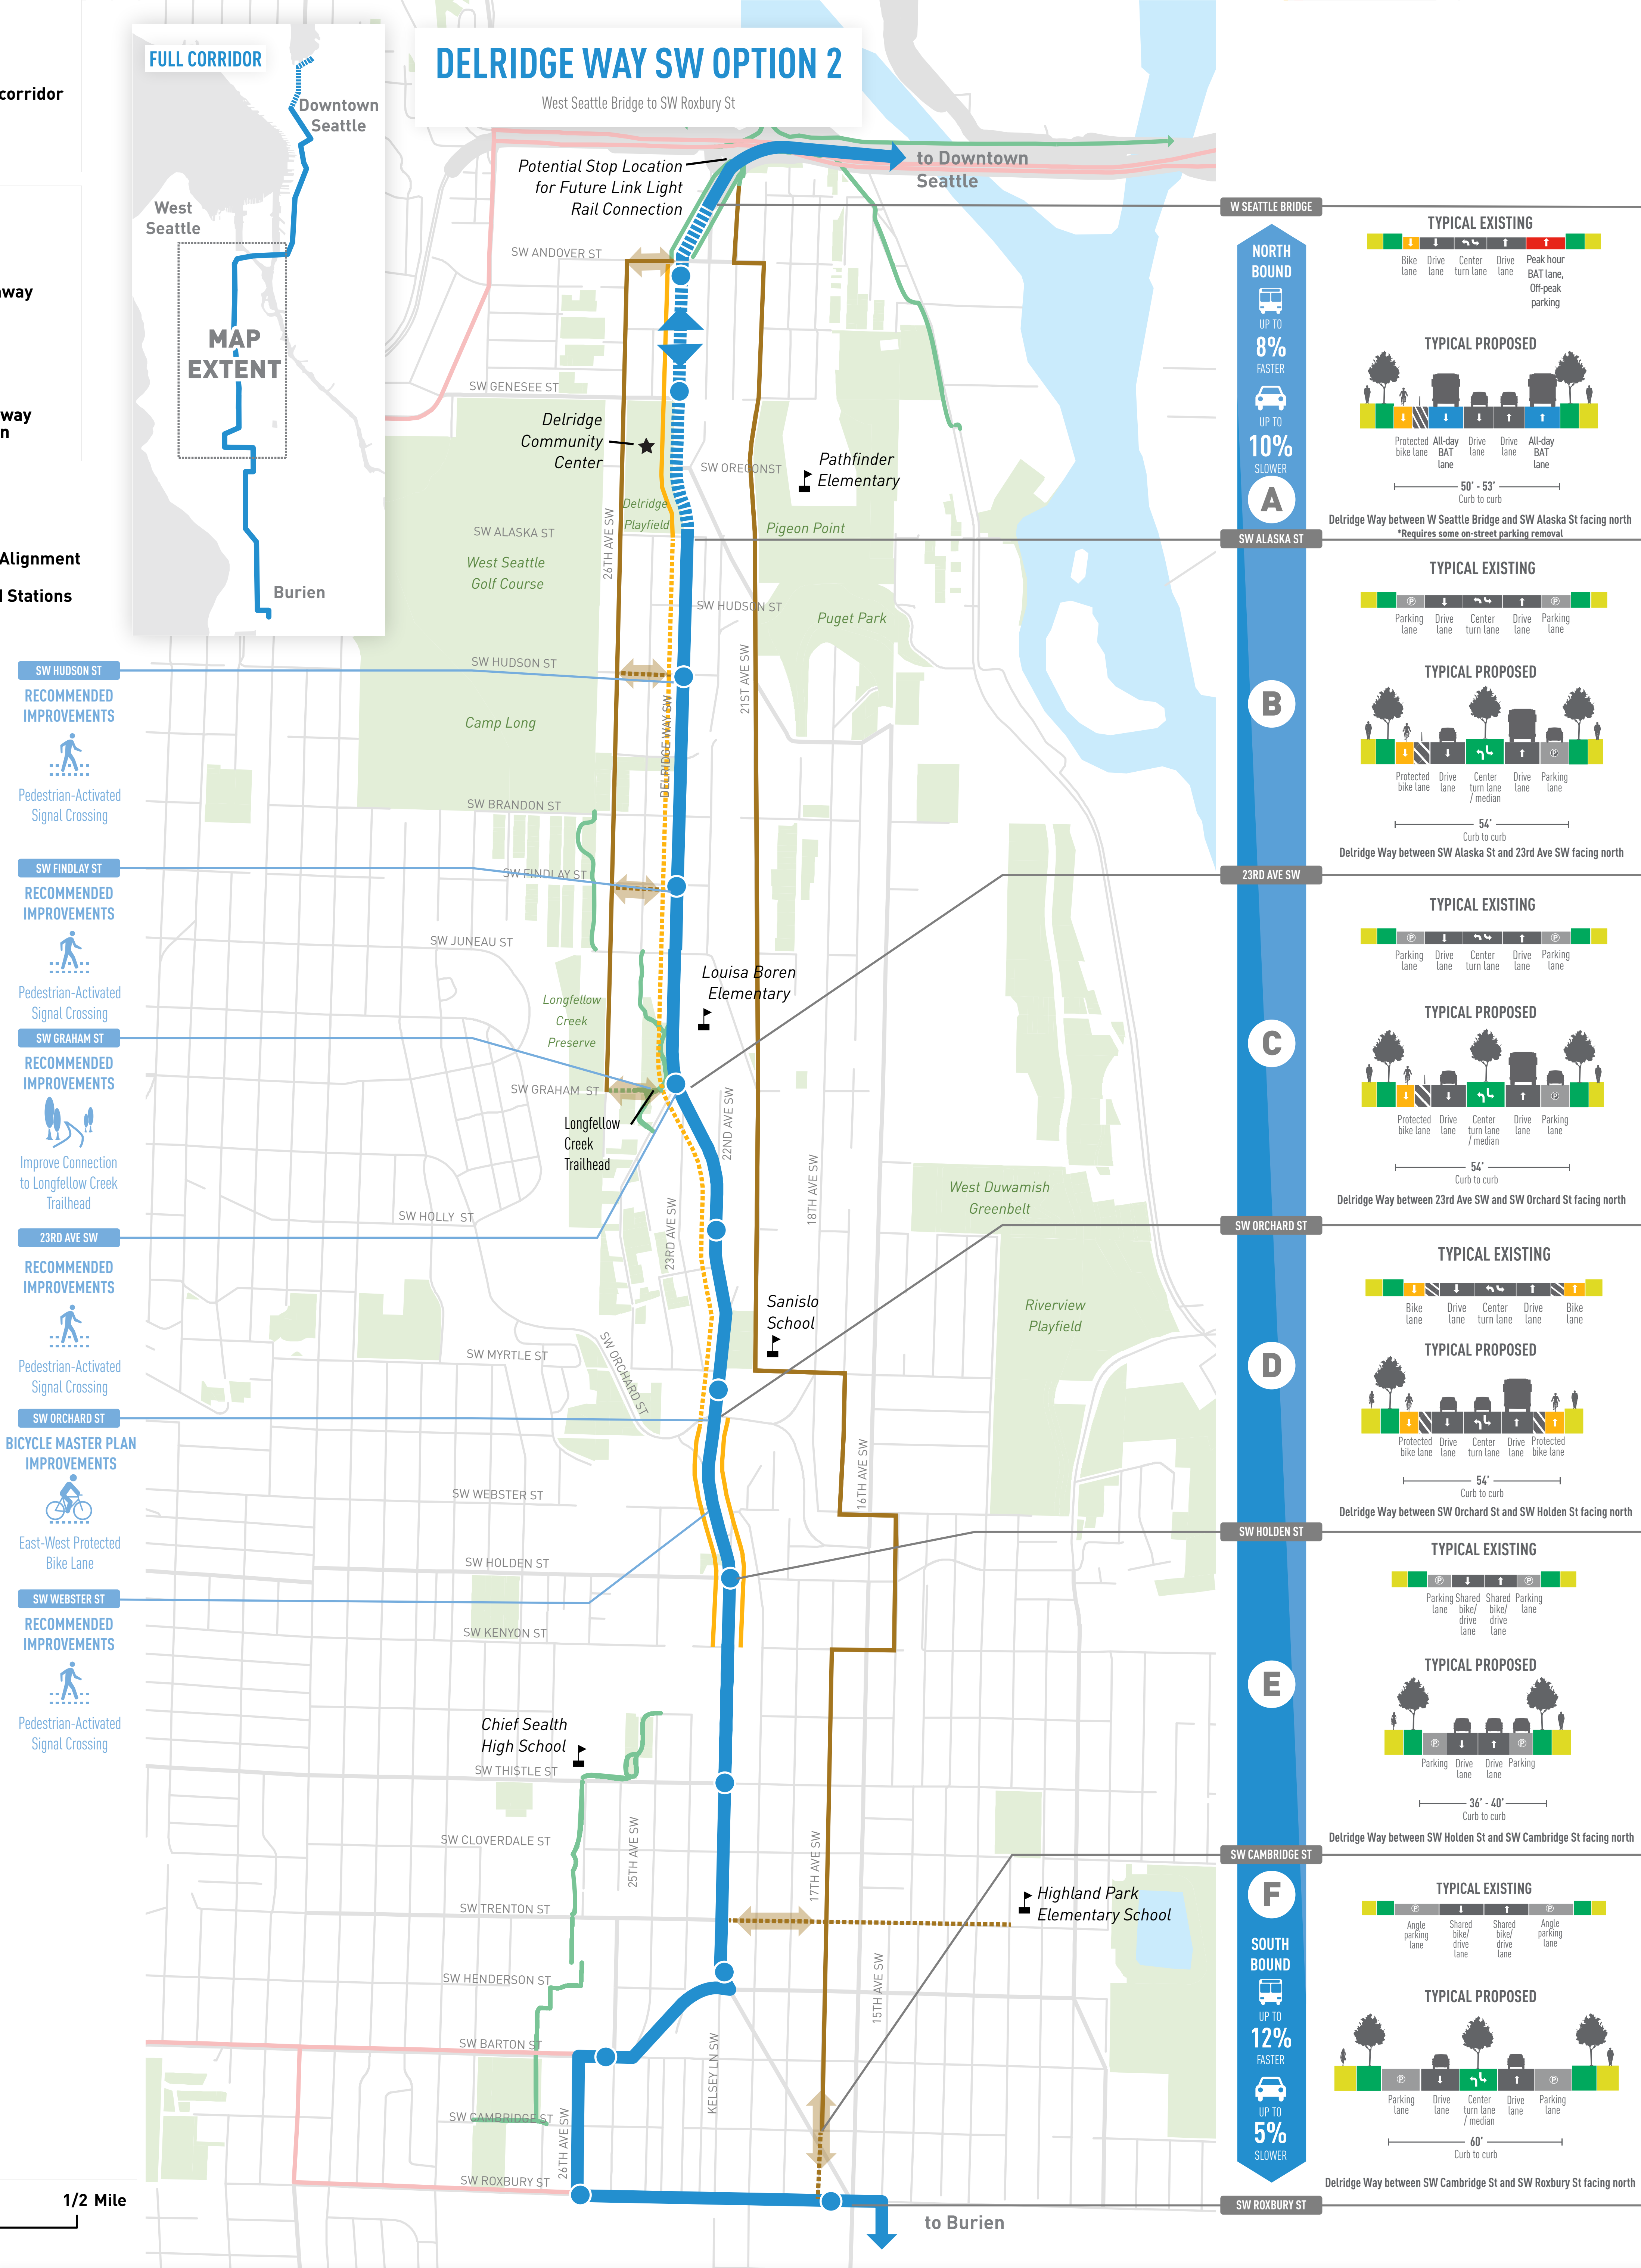 corridor
way
way
n
Alignment
l Stations
FULL CORRIDOR
Downtown
Seattle
West
Seattle
MAP
EXTENT
Burien
DELRIDGE WAY SW OPTION 2
West Seattle Bridge to SW Roxbury St
Potential Stop Location
for Future Link Light
Rail Connection
to Downtown
Seattle
SW ANDOVER ST
SW GENESEE ST
Delridge
Community
Center
SW OREGONST
Pathfinder
Elementary
Delridge
Playfield
26TH AVE SW
SW ALASKA ST
Pigeon Point
West Seattle
Golf Course
SW HUDSON ST
Puget Park
SW HUDSON ST
21ST AVE SW
DELRIDGE WAY SW
Camp Long
SW BRANDON ST
SW FINDLAY ST
SW JUNEAU ST
Louisa Boren
Elementary
Longfellow
Creek
Preserve
SW GRAHAM ST
Longfellow
Creek
Trailhead
22ND AVE SW
18TH AVE SW
West Duwamish
Greenbelt
SW HOLLY ST
23RD AVE SW
Sanislo
School
Riverview
Playfield
SW MYRTLE ST
SW ORCHARD ST
16TH AVE SW
SW WEBSTER ST
SW HOLDEN ST
SW KENYON ST
Chief Sealth
High School
SW THISTLE ST
SW CLOVERDALE ST
25TH AVE SW
17TH AVE SW
SW TRENTON ST
Highland Park
Elementary School
SW HENDERSON ST
15TH AVE SW
SW BARTON ST
KELSEY LN SW
SW CAMBRIDGE ST
26TH AVE SW
SW ROXBURY ST
to Burien
1/2 Mile
SW HUDSON ST
RECOMMENDED
IMPROVEMENTS
Pedestrian-Activated
Signal Crossing
SW FINDLAY ST
RECOMMENDED
IMPROVEMENTS
Pedestrian-Activated
Signal Crossing
SW GRAHAM ST
RECOMMENDED
IMPROVEMENTS
Improve Connection
to Longfellow Creek
Trailhead
23RD AVE SW
RECOMMENDED
IMPROVEMENTS
Pedestrian-Activated
Signal Crossing
SW ORCHARD ST
BICYCLE MASTER PLAN
IMPROVEMENTS
East-West Protected
Bike Lane
SW WEBSTER ST
RECOMMENDED
IMPROVEMENTS
Pedestrian-Activated
Signal Crossing
W SEATTLE BRIDGE
NORTH
BOUND
UP TO
8%
FASTER
UP TO
10%
SLOWER
A
TYPICAL EXISTING
Bike lane
Drive lane
Center turn lane
Drive lane
Peak hour BAT lane, Off-peak parking
TYPICAL PROPOSED
Protected bike lane
All-day BAT lane
Drive lane
Drive lane
All-day BAT lane
50' - 53'
Curb to curb
Delridge Way between W Seattle Bridge and SW Alaska St facing north
*Requires some on-street parking removal
SW ALASKA ST
B
TYPICAL EXISTING
P
P
Parking lane
Drive lane
Center turn lane
Drive lane
Parking lane
TYPICAL PROPOSED
P
Protected bike lane
Drive lane
Center turn lane / median
Drive lane
Parking lane
54'
Curb to curb
Delridge Way between SW Alaska St and 23rd Ave SW facing north
23RD AVE SW
C
TYPICAL EXISTING
P
P
Parking lane
Drive lane
Center turn lane
Drive lane
Parking lane
TYPICAL PROPOSED
P
Protected bike lane
Drive lane
Center turn lane / median
Drive lane
Parking lane
54'
Curb to curb
Delridge Way between 23rd Ave SW and SW Orchard St facing north
SW ORCHARD ST
D
TYPICAL EXISTING
Bike lane
Drive lane
Center turn lane
Drive lane
Bike lane
TYPICAL PROPOSED
Protected bike lane
Drive lane
Center turn lane
Drive lane
Protected bike lane
54'
Curb to curb
Delridge Way between SW Orchard St and SW Holden St facing north
SW HOLDEN ST
E
TYPICAL EXISTING
P
P
Parking lane
Shared bike/ drive lane
Shared bike/ drive lane
Parking lane
TYPICAL PROPOSED
P
P
Parking
Drive lane
Drive lane
Parking
36' - 40'
Curb to curb
Delridge Way between SW Holden St and SW Cambridge St facing north
SW CAMBRIDGE ST
F
SOUTH
BOUND
UP TO
12%
FASTER
UP TO
5%
SLOWER
TYPICAL EXISTING
P
P
Angle parking lane
Shared bike/ drive lane
Shared bike/ drive lane
Angle parking lane
TYPICAL PROPOSED
P
P
Parking lane
Drive lane
Center turn lane / median
Drive lane
Parking lane
60'
Curb to curb
Delridge Way between SW Cambridge St and SW Roxbury St facing north
SW ROXBURY ST